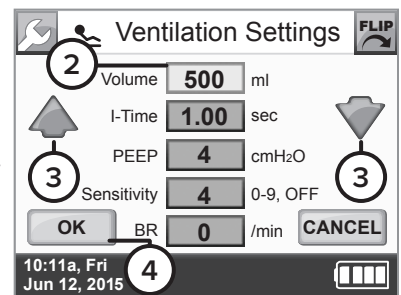 Ventilation Settings FLIP
2
Volume 500 ml
I-Time 1.00 sec
PEEP 4 cmH2O
3 3
Sensitivity 4 0-9, OFF
OK BR 0 /min CANCEL
4
10:11a, Fri
Jun 12, 2015